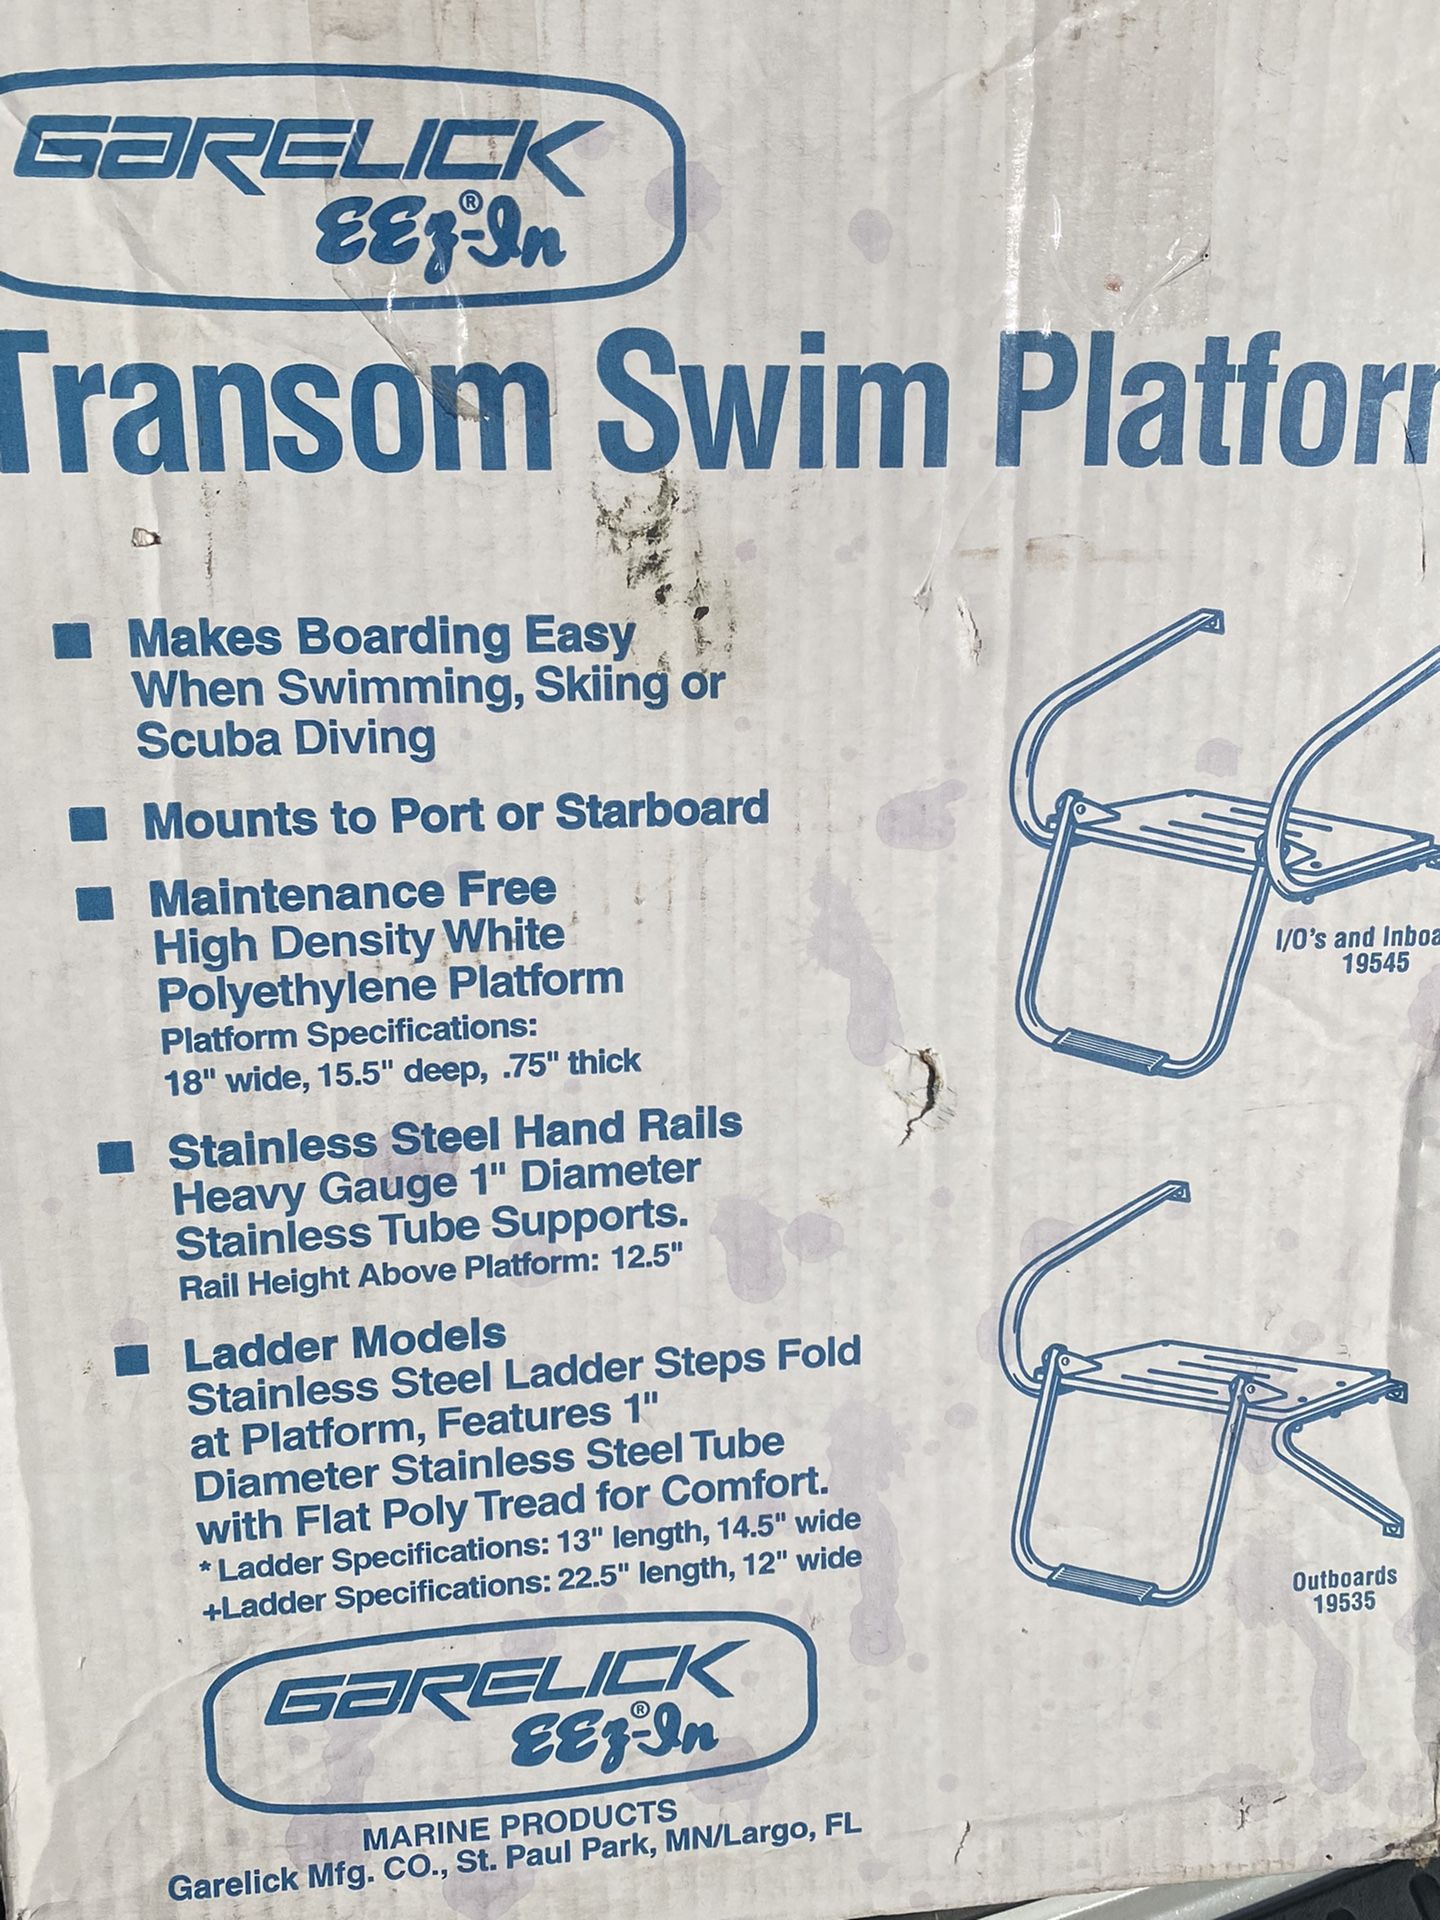 GARELICK
EEz-In®
Transom Swim Platfor
■ Makes Boarding Easy
When Swimming, Skiing or
Scuba Diving
■ Mounts to Port or Starboard
■ Maintenance Free
High Density White
Polyethylene Platform
Platform Specifications:
18" wide, 15.5" deep, .75" thick
■ Stainless Steel Hand Rails
Heavy Gauge 1" Diameter
Stainless Tube Supports.
Rail Height Above Platform: 12.5"
■ Ladder Models
Stainless Steel Ladder Steps Fold
at Platform, Features 1"
Diameter Stainless Steel Tube
with Flat Poly Tread for Comfort.
*Ladder Specifications: 13" length, 14.5" wide
+Ladder Specifications: 22.5" length, 12" wide
I/O's and Inboa
19545
Outboards
19535
GARELICK
EEz-In®
MARINE PRODUCTS
Garelick Mfg. CO., St. Paul Park, MN/Largo, FL